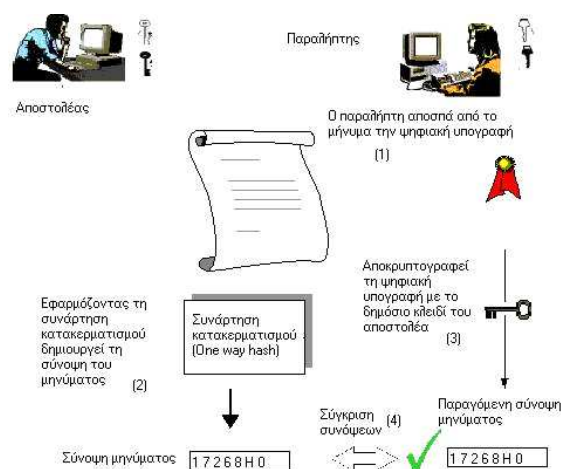 Παραλήπτης
Αποστολέας
Ο παραλήπτη αποσπά από το
μήνυμα την ψηφιακή υπογραφή
(1)
Αποκρυπτογραφεί
τη ψηφιακή
υπογραφή με το
δημόσιο κλειδί του
αποστολέα
(3)
Εφαρμόζοντας τη
συνάρτηση
κατακερματισμού
δημιουργεί τη
σύνοψη του
μηνύματος (2)
Συνάρτηση
κατακερματισμού
(One way hash)
Σύγκριση (4)
συνόψεων
Παραγόμενη σύνοψη
μηνύματος
Σύνοψη μηνύματος 17268H0
17268H0